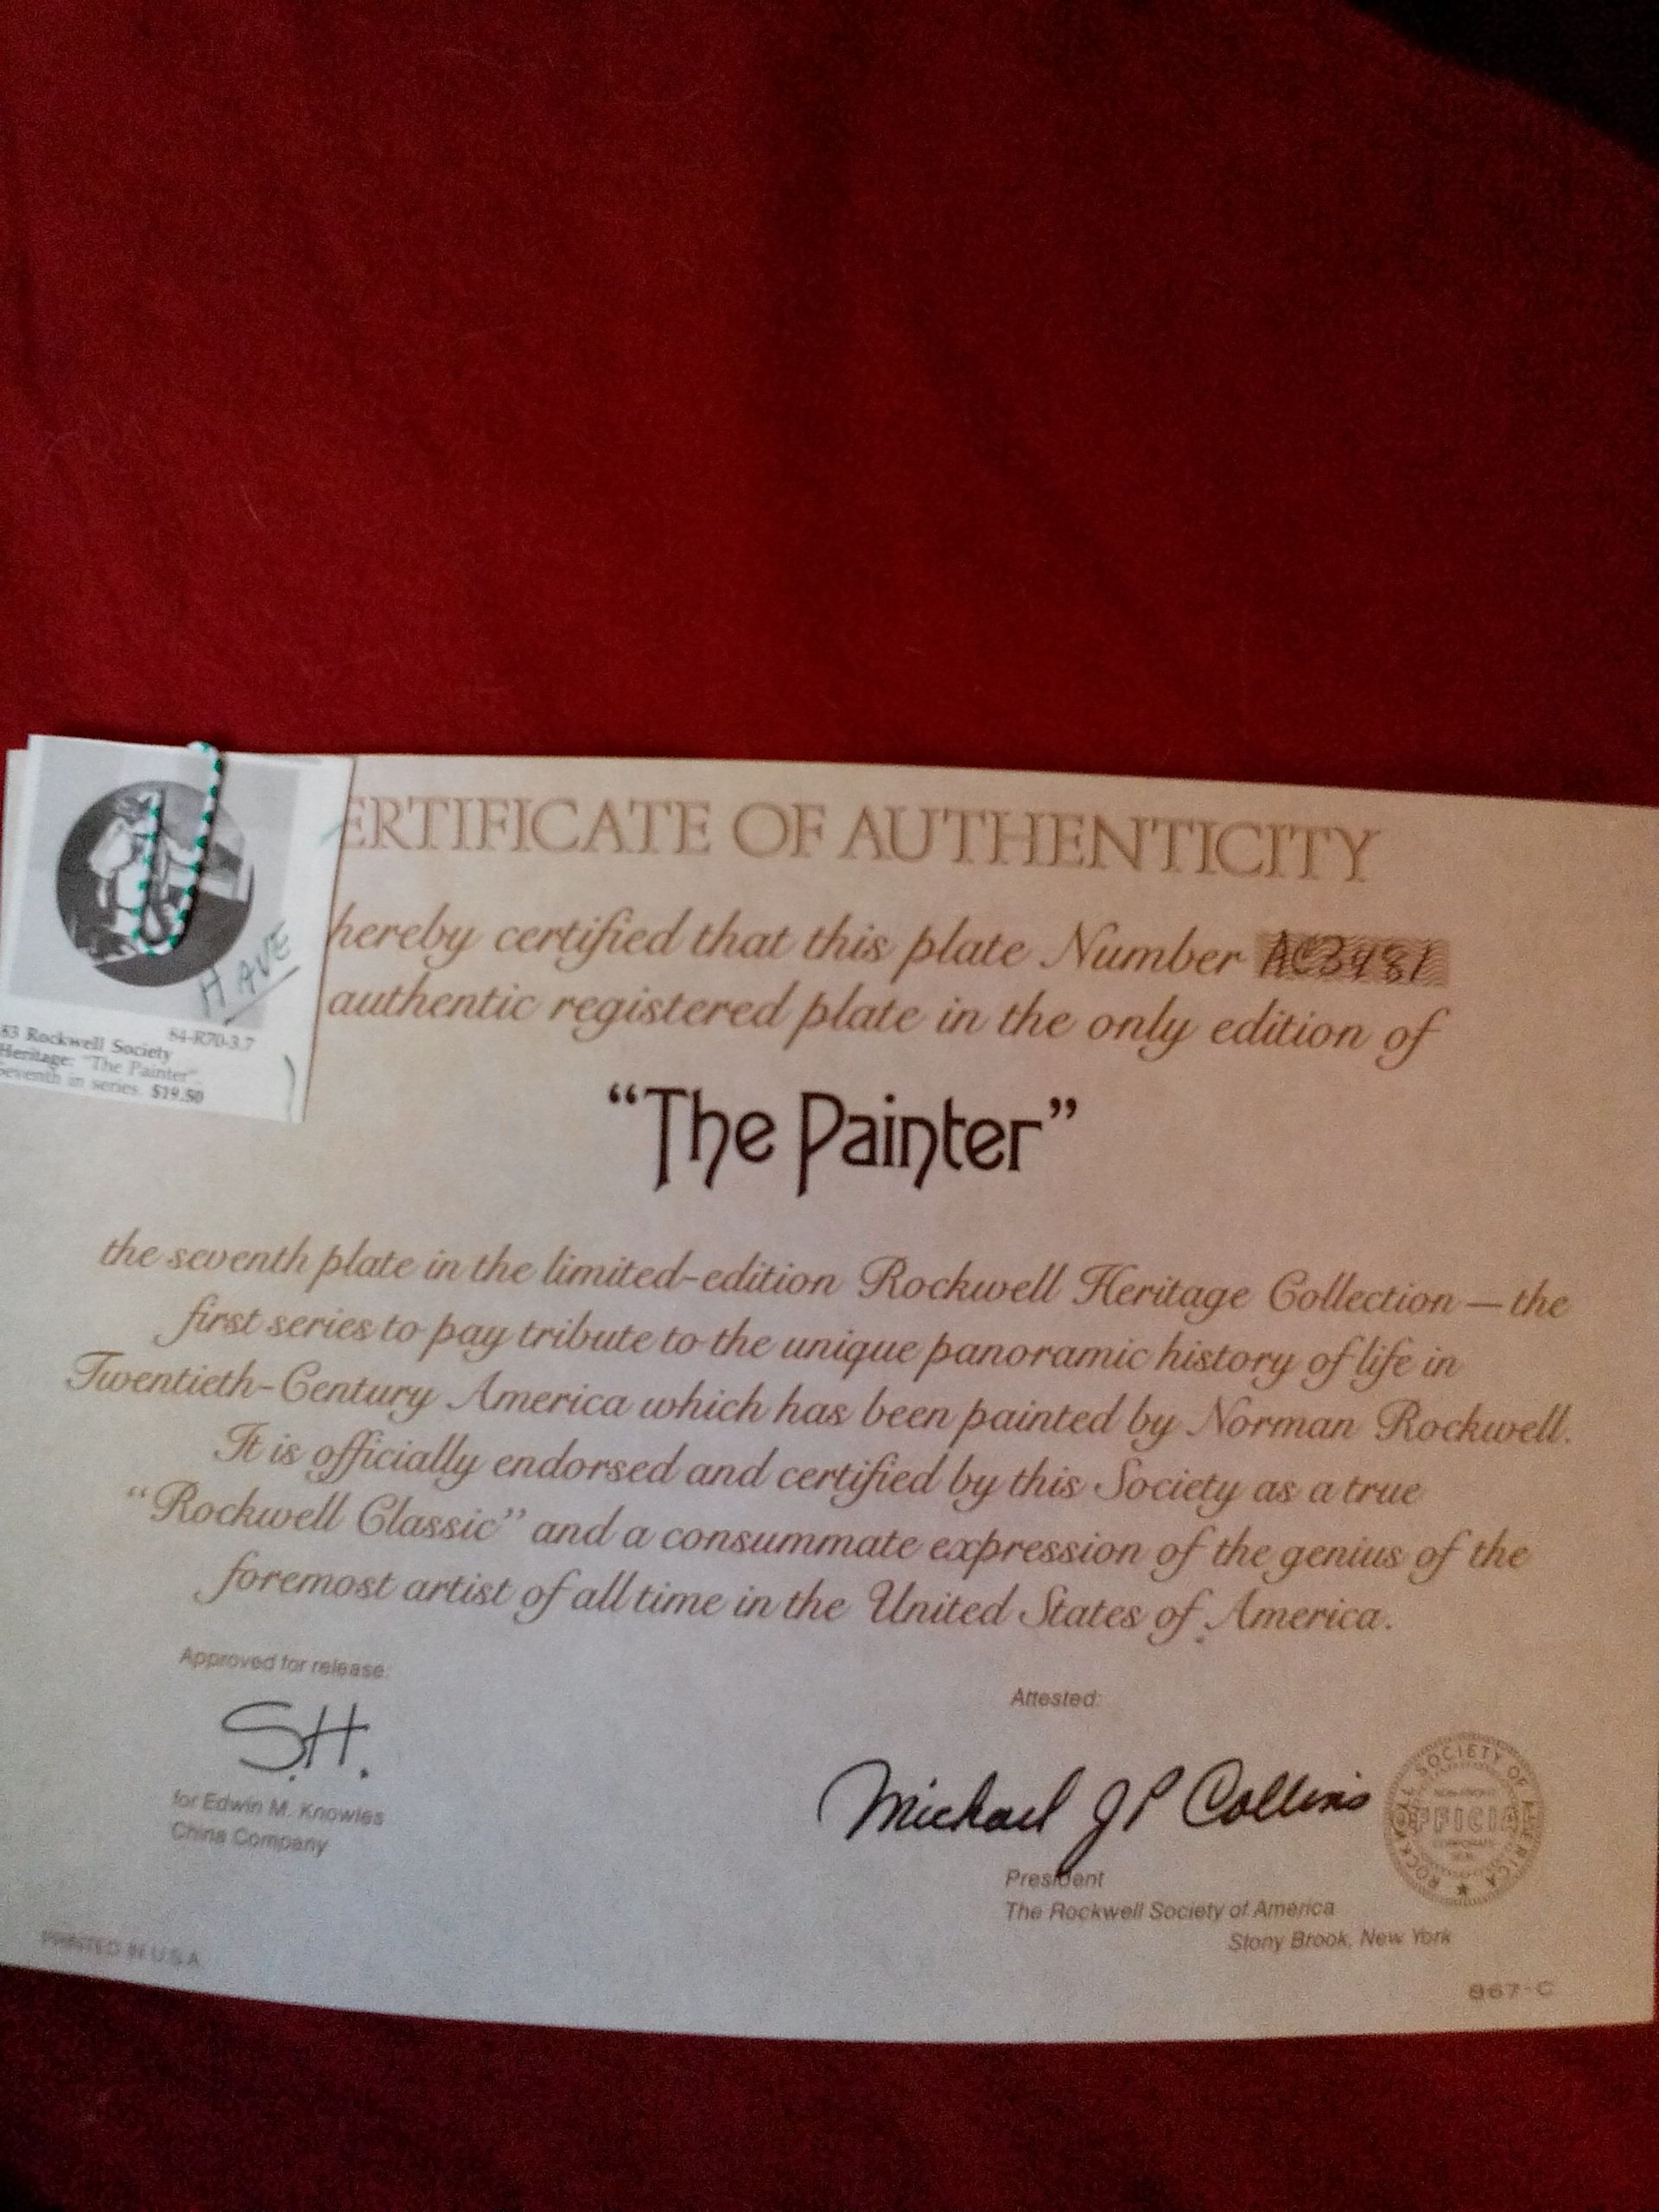 ERTIFICATE OF AUTHENTICITY
hereby certified that this plate Number AC3981
authentic registered plate in the only edition of
"The Painter"
the seventh plate in the limited-edition Rockwell Heritage Collection — the
first series to pay tribute to the unique panoramic history of life in
Twentieth-Century America which has been painted by Norman Rockwell.
It is officially endorsed and certified by this Society as a true
"Rockwell Classic" and a consummate expression of the genius of the
foremost artist of all time in the United States of America.
HAVE
84-R70-3.7
83 Rockwell Society
Heritage: "The Painter".
Seventh in series. $19.50
Approved for release:
S.H.
for Edwin M. Knowles
China Company
Attested:
Michael J P Collins
President
The Rockwell Society of America
Stony Brook, New York
ROCKWELL SOCIETY OF AMERICA
OFFICIAL
PRINTED IN U.S.A.
867-C